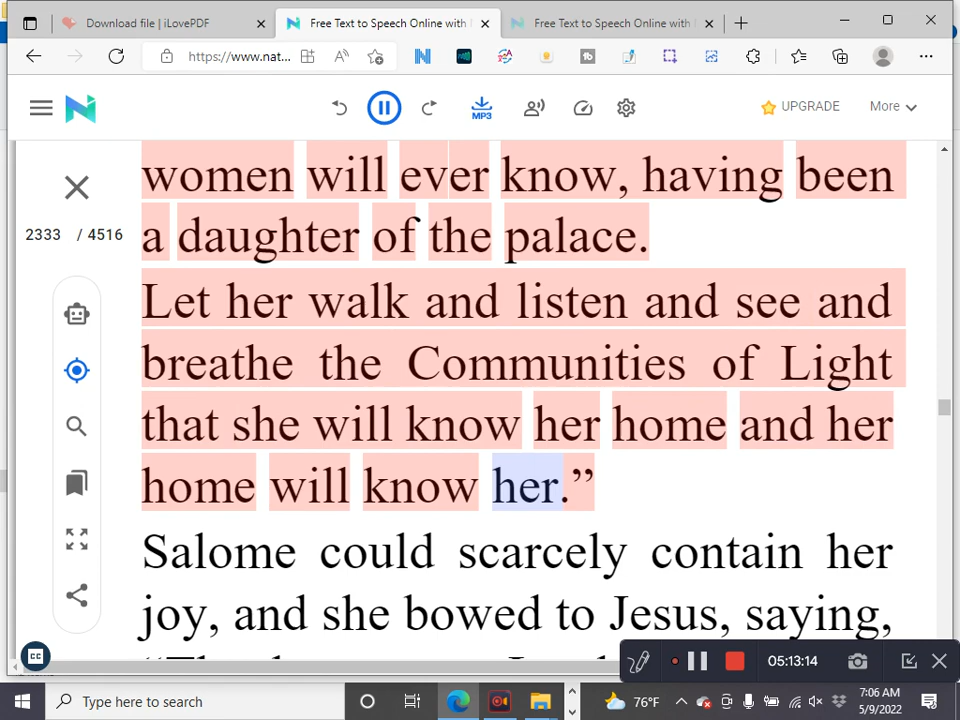 Download file | iLovePDF
Free Text to Speech Online with
Free Text to Speech Online with
https://www.nat...
MP3
UPGRADE
More
women will ever know, having been
a daughter of the palace.
2333 / 4516
Let her walk and listen and see and
breathe the Communities of Light
that she will know her home and her
home will know her.”
Salome could scarcely contain her
joy, and she bowed to Jesus, saying,
CC
05:13:14
Type here to search
76°F
7:06 AM
5/9/2022